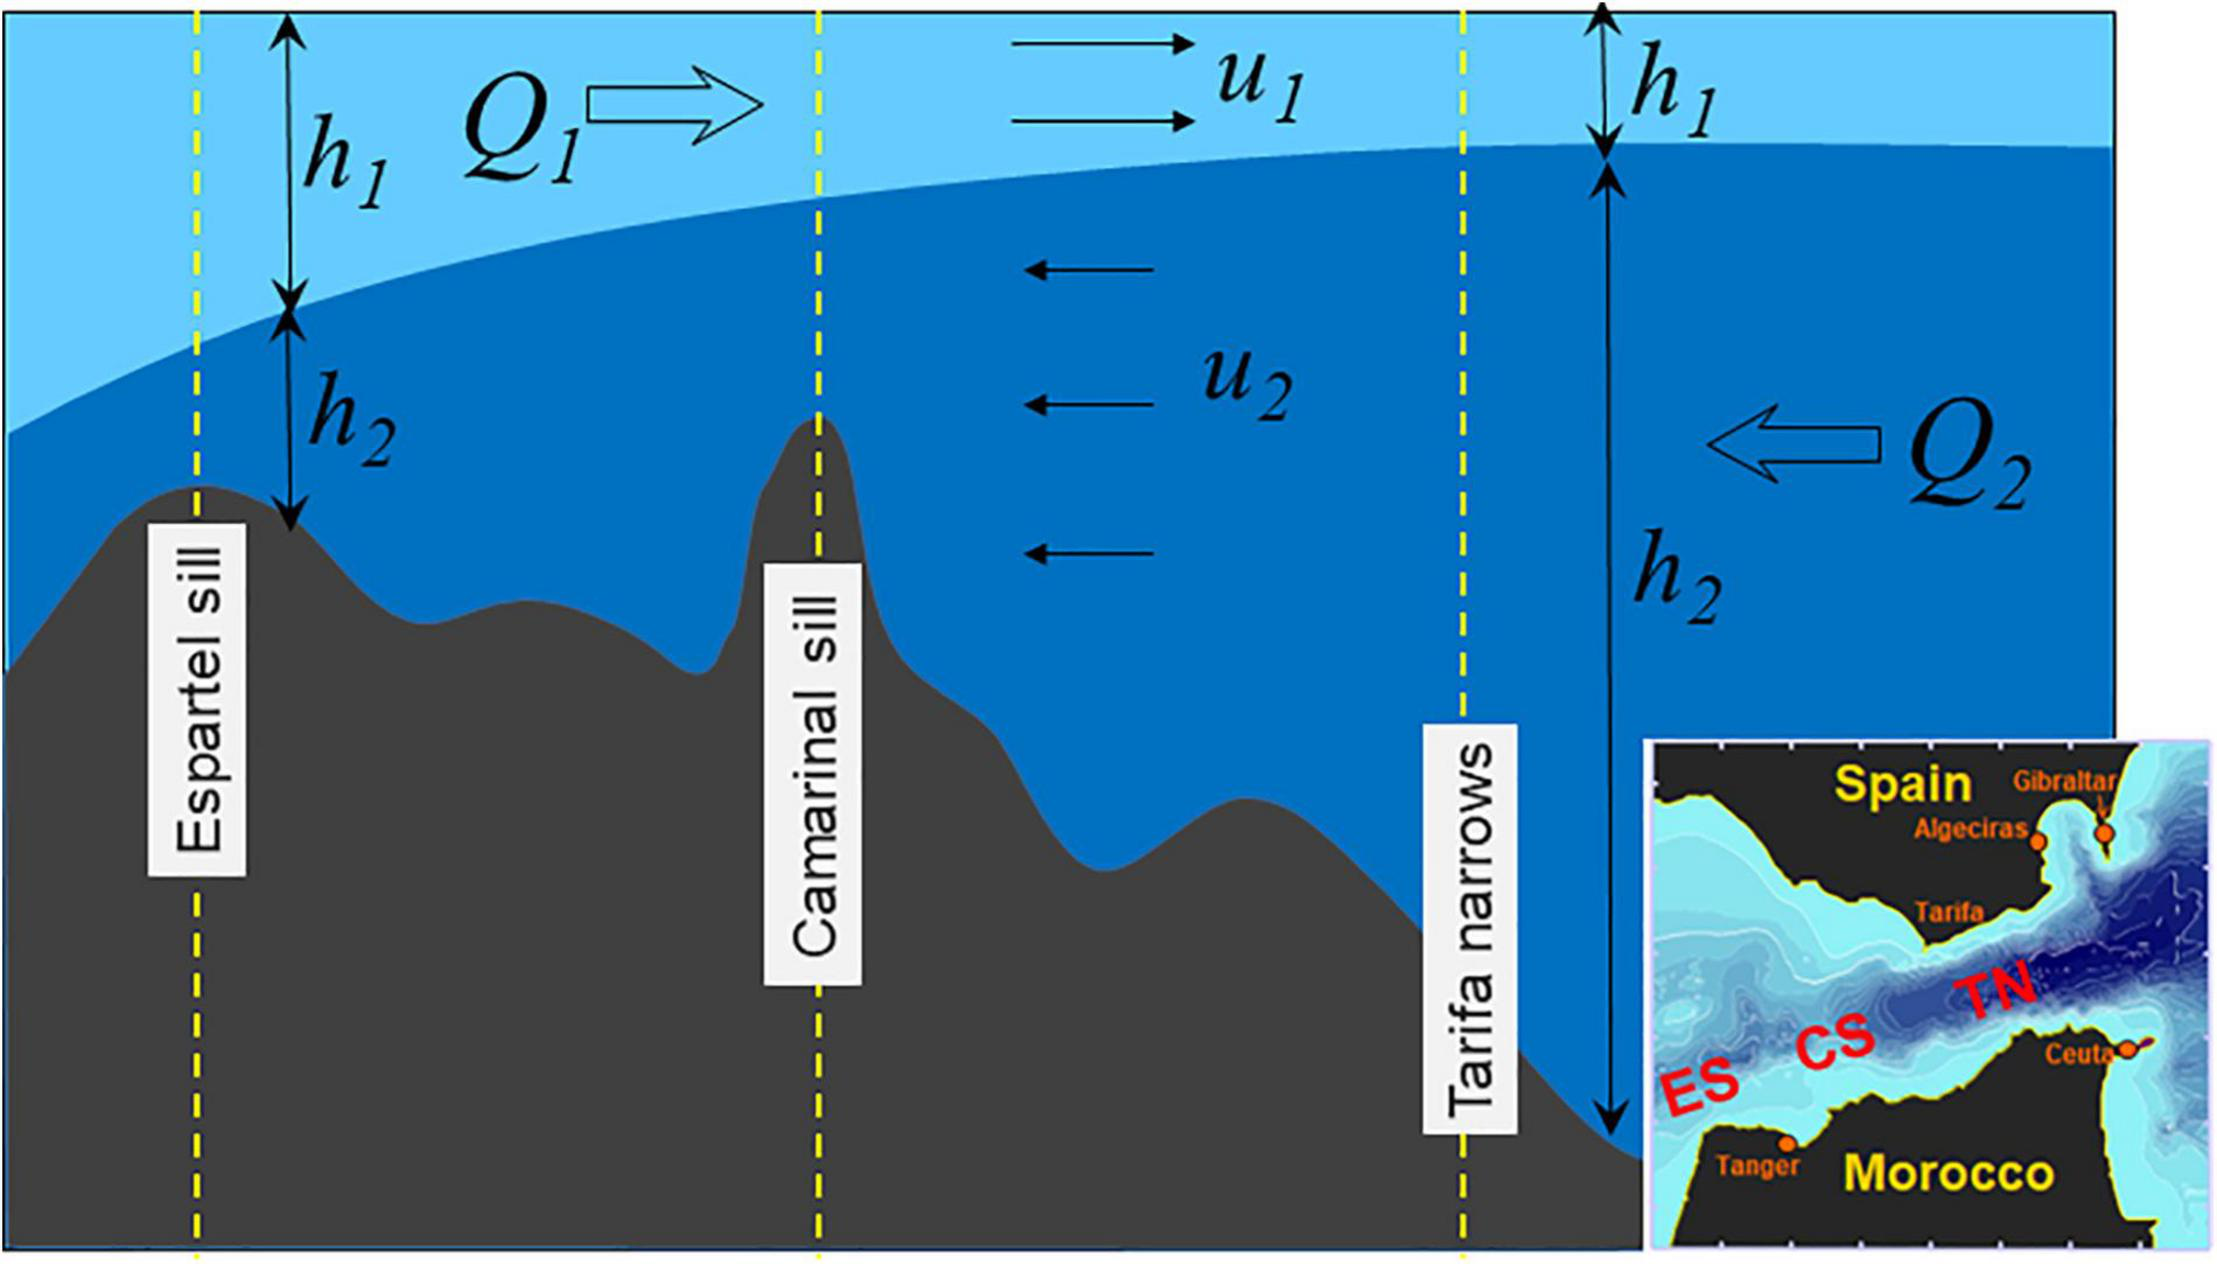 h1
Q1
u1
h1
h2
u2
Q2
h2
Espartel sill
Camarinal sill
Tarifa narrows
Spain
Gibraltar
Algeciras
Tarifa
TN
CS
ES
Ceuta
Tanger
Morocco